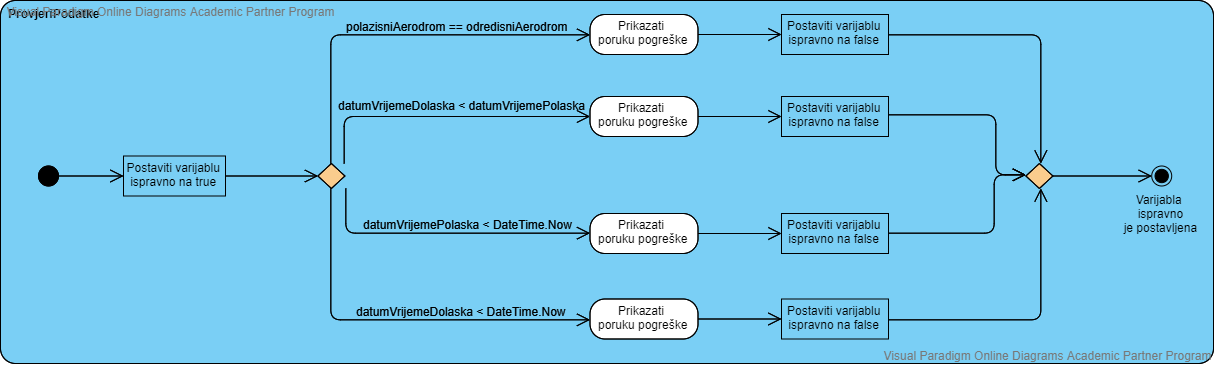 Visual Paradigm Online Diagrams Academic Partner Program
ProvjeriPodatke
polazisniAerodrom == odredisniAerodrom
Prikazati
poruku pogreške
Postaviti varijablu
ispravno na false
datumVrijemeDolaska < datumVrijemePolaska
Prikazati
poruku pogreške
Postaviti varijablu
ispravno na false
Postaviti varijablu
ispravno na true
Varijabla
ispravno
je postavljena
datumVrijemePolaska < DateTime.Now
Prikazati
poruku pogreške
Postaviti varijablu
ispravno na false
datumVrijemeDolaska < DateTime.Now
Prikazati
poruku pogreške
Postaviti varijablu
ispravno na false
Visual Paradigm Online Diagrams Academic Partner Program